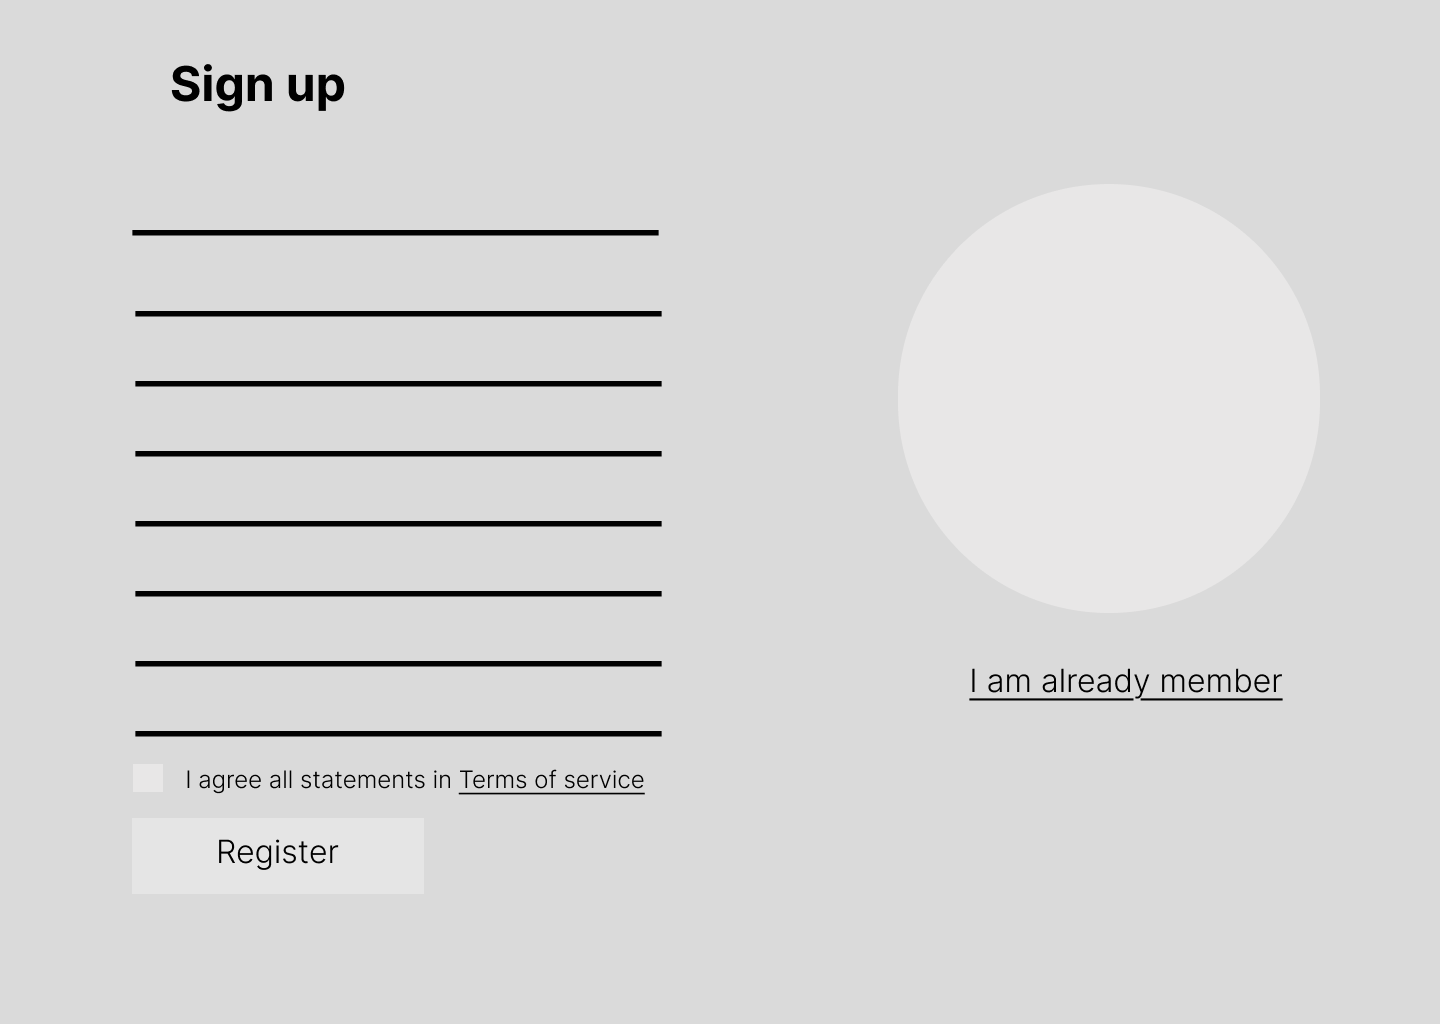 Sign up
I am already member
I agree all statements in Terms of service
Register